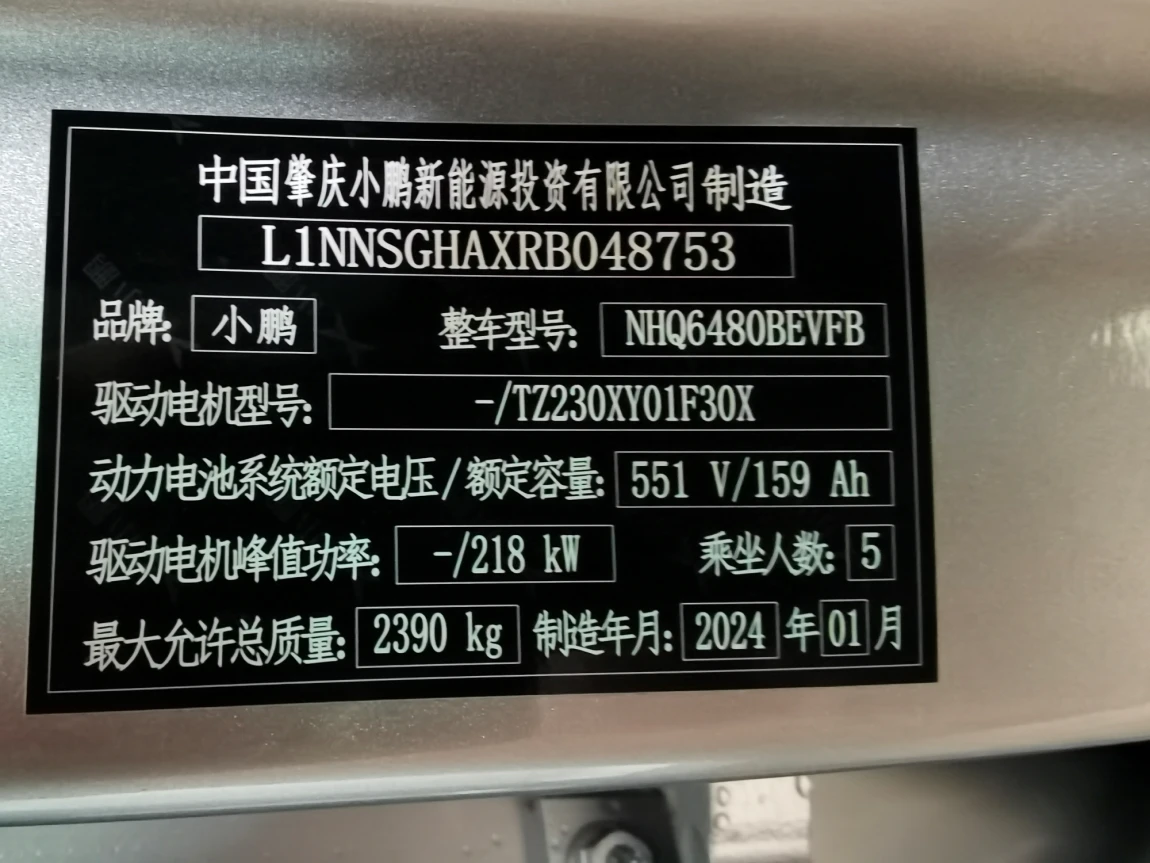 中国肇庆小鹏新能源投资有限公司制造
L1NNSGHAXRB048753
品牌: 小鹏 整车型号: NHQ6480BEVFB
驱动电机型号: -/TZ230XY01F30X
动力电池系统额定电压/额定容量: 551 V/159 Ah
驱动电机峰值功率: -/218 kW 乘坐人数: 5
最大允许总质量: 2390 kg 制造年月: 2024 年 01 月